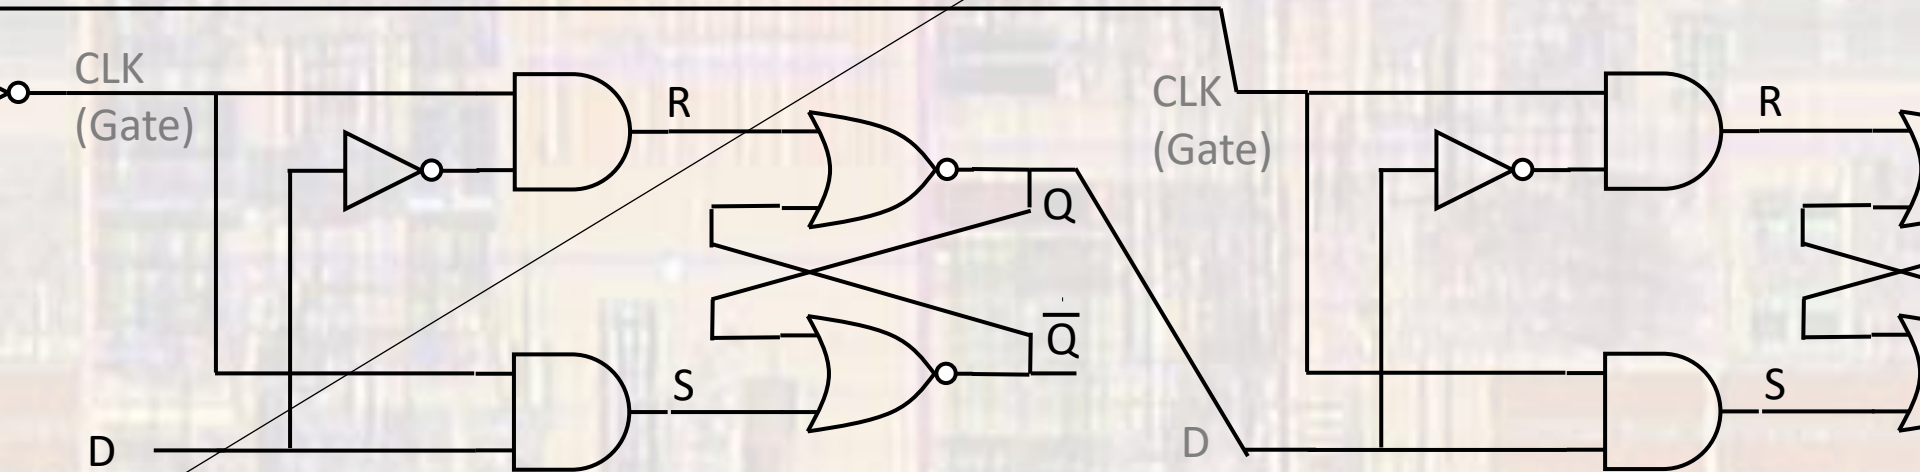 CLK
(Gate)
R
Q
Q̅
S
D
CLK
(Gate)
R
S
D